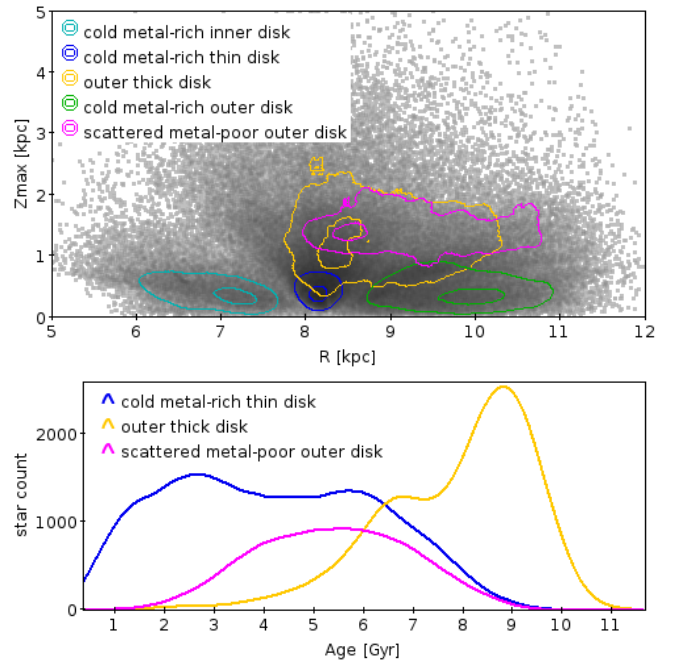 5
4
3
2
1
0
Zmax [kpc]
cold metal-rich inner disk
cold metal-rich thin disk
outer thick disk
cold metal-rich outer disk
scattered metal-poor outer disk
5 6 7 8 9 10 11 12
R [kpc]
2000
1000
0
star count
cold metal-rich thin disk
outer thick disk
scattered metal-poor outer disk
1 2 3 4 5 6 7 8 9 10 11
Age [Gyr]